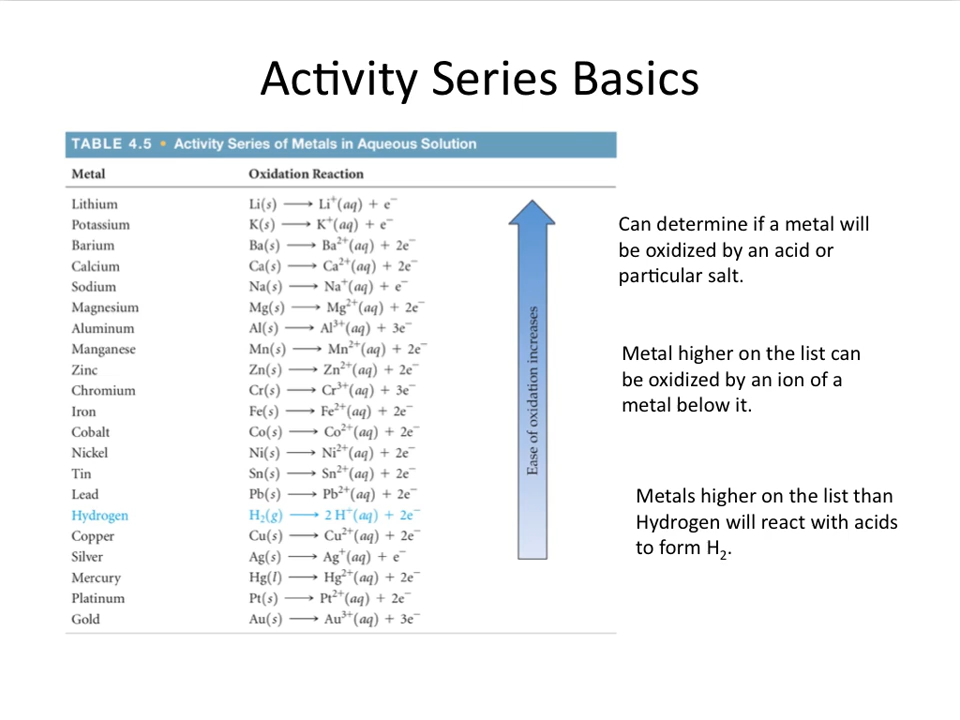 Activity Series Basics
TABLE 4.5 • Activity Series of Metals in Aqueous Solution
Metal Oxidation Reaction
Lithium Li(s) ⟶ Li⁺(aq) + e⁻
Potassium K(s) ⟶ K⁺(aq) + e⁻
Barium Ba(s) ⟶ Ba²⁺(aq) + 2e⁻
Calcium Ca(s) ⟶ Ca²⁺(aq) + 2e⁻
Sodium Na(s) ⟶ Na⁺(aq) + e⁻
Magnesium Mg(s) ⟶ Mg²⁺(aq) + 2e⁻
Aluminum Al(s) ⟶ Al³⁺(aq) + 3e⁻
Manganese Mn(s) ⟶ Mn²⁺(aq) + 2e⁻
Zinc Zn(s) ⟶ Zn²⁺(aq) + 2e⁻
Chromium Cr(s) ⟶ Cr³⁺(aq) + 3e⁻
Iron Fe(s) ⟶ Fe²⁺(aq) + 2e⁻
Cobalt Co(s) ⟶ Co²⁺(aq) + 2e⁻
Nickel Ni(s) ⟶ Ni²⁺(aq) + 2e⁻
Tin Sn(s) ⟶ Sn²⁺(aq) + 2e⁻
Lead Pb(s) ⟶ Pb²⁺(aq) + 2e⁻
Hydrogen H₂(g) ⟶ 2 H⁺(aq) + 2e⁻
Copper Cu(s) ⟶ Cu²⁺(aq) + 2e⁻
Silver Ag(s) ⟶ Ag⁺(aq) + e⁻
Mercury Hg(l) ⟶ Hg²⁺(aq) + 2e⁻
Platinum Pt(s) ⟶ Pt²⁺(aq) + 2e⁻
Gold Au(s) ⟶ Au³⁺(aq) + 3e⁻
Ease of oxidation increases
Can determine if a metal will
be oxidized by an acid or
particular salt.
Metal higher on the list can
be oxidized by an ion of a
metal below it.
Metals higher on the list than
Hydrogen will react with acids
to form H₂.